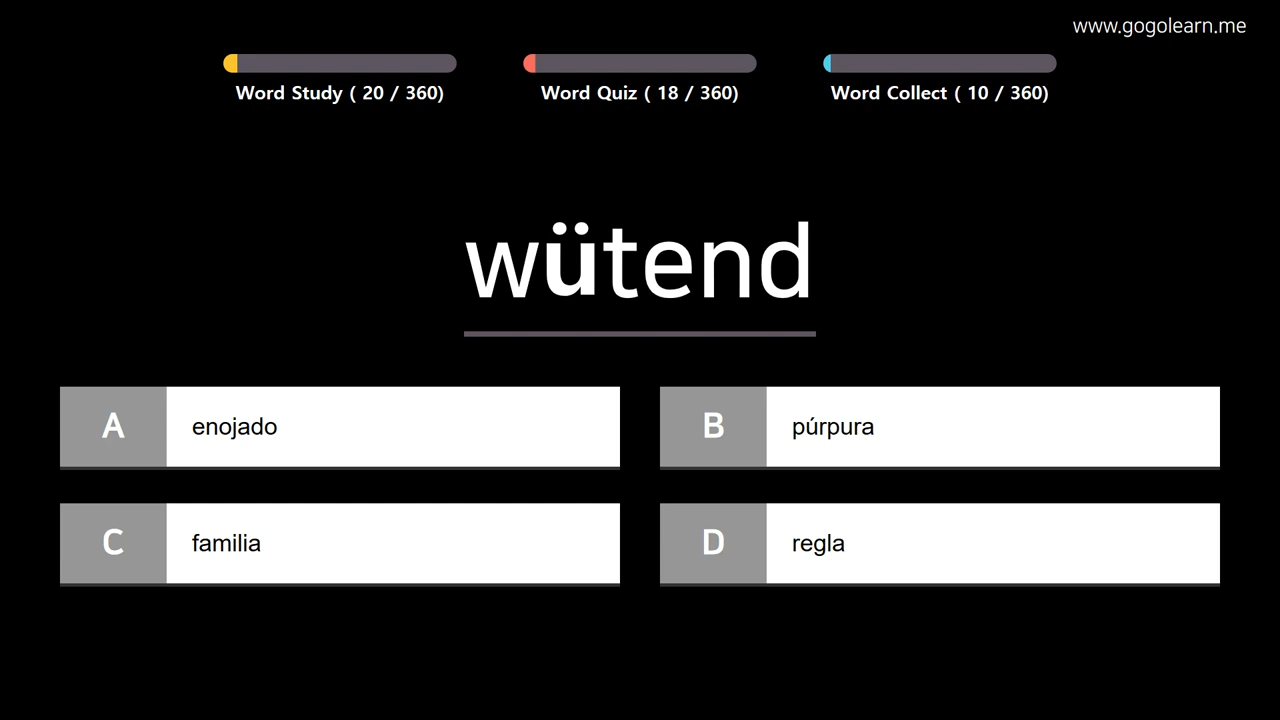 www.gogolearn.me
Word Study ( 20 / 360)
Word Quiz ( 18 / 360)
Word Collect ( 10 / 360)
wütend
A enojado
B púrpura
C familia
D regla